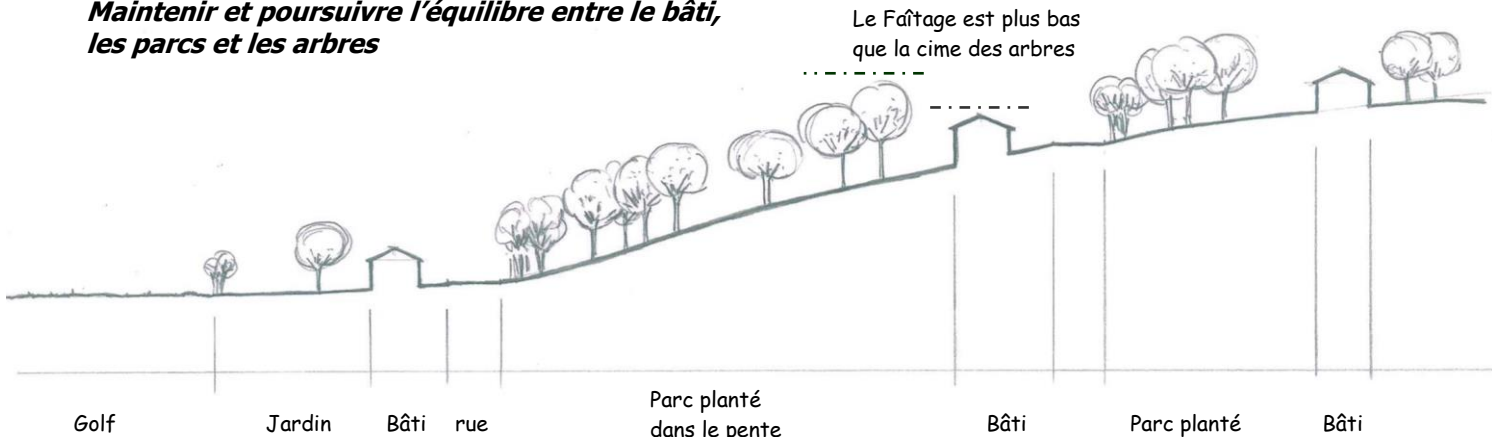 Maintenir et poursuivre l'équilibre entre le bâti,
les parcs et les arbres
Le Faîtage est plus bas
que la cime des arbres
Golf
Jardin
Bâti
rue
Parc planté
dans le pente
Bâti
Parc planté
Bâti